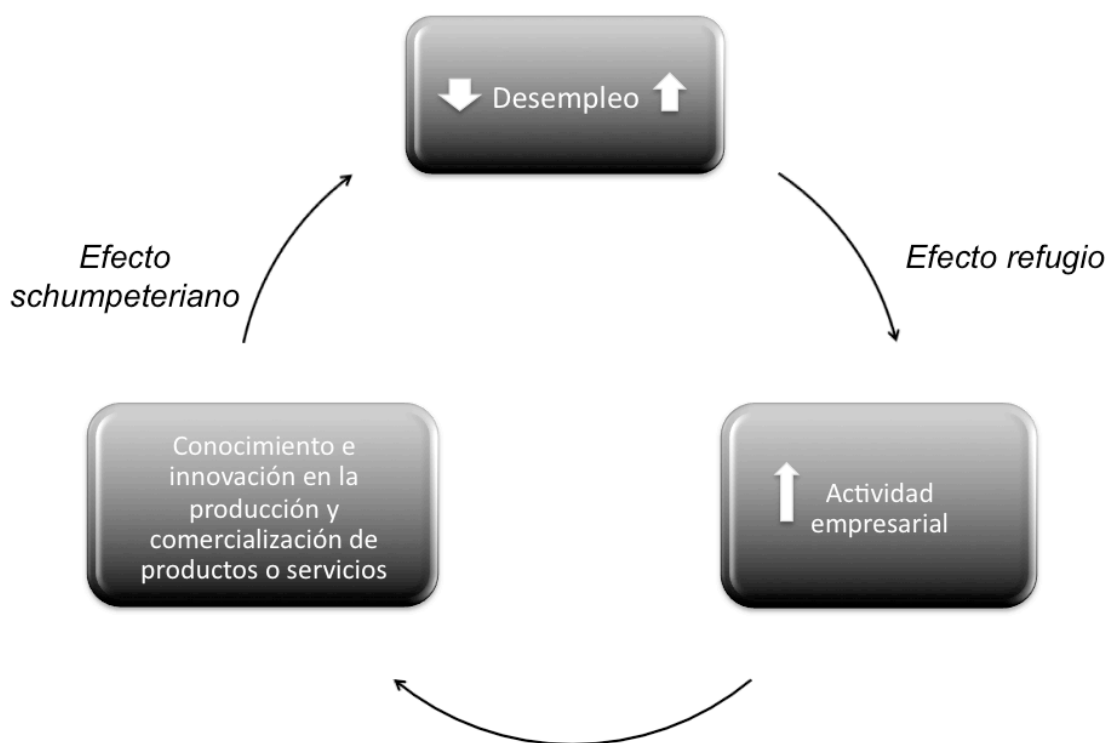 Desempleo
Efecto
schumpeteriano
Efecto refugio
Conocimiento e
innovación en la
producción y
comercialización de
productos o servicios
Actividad
empresarial